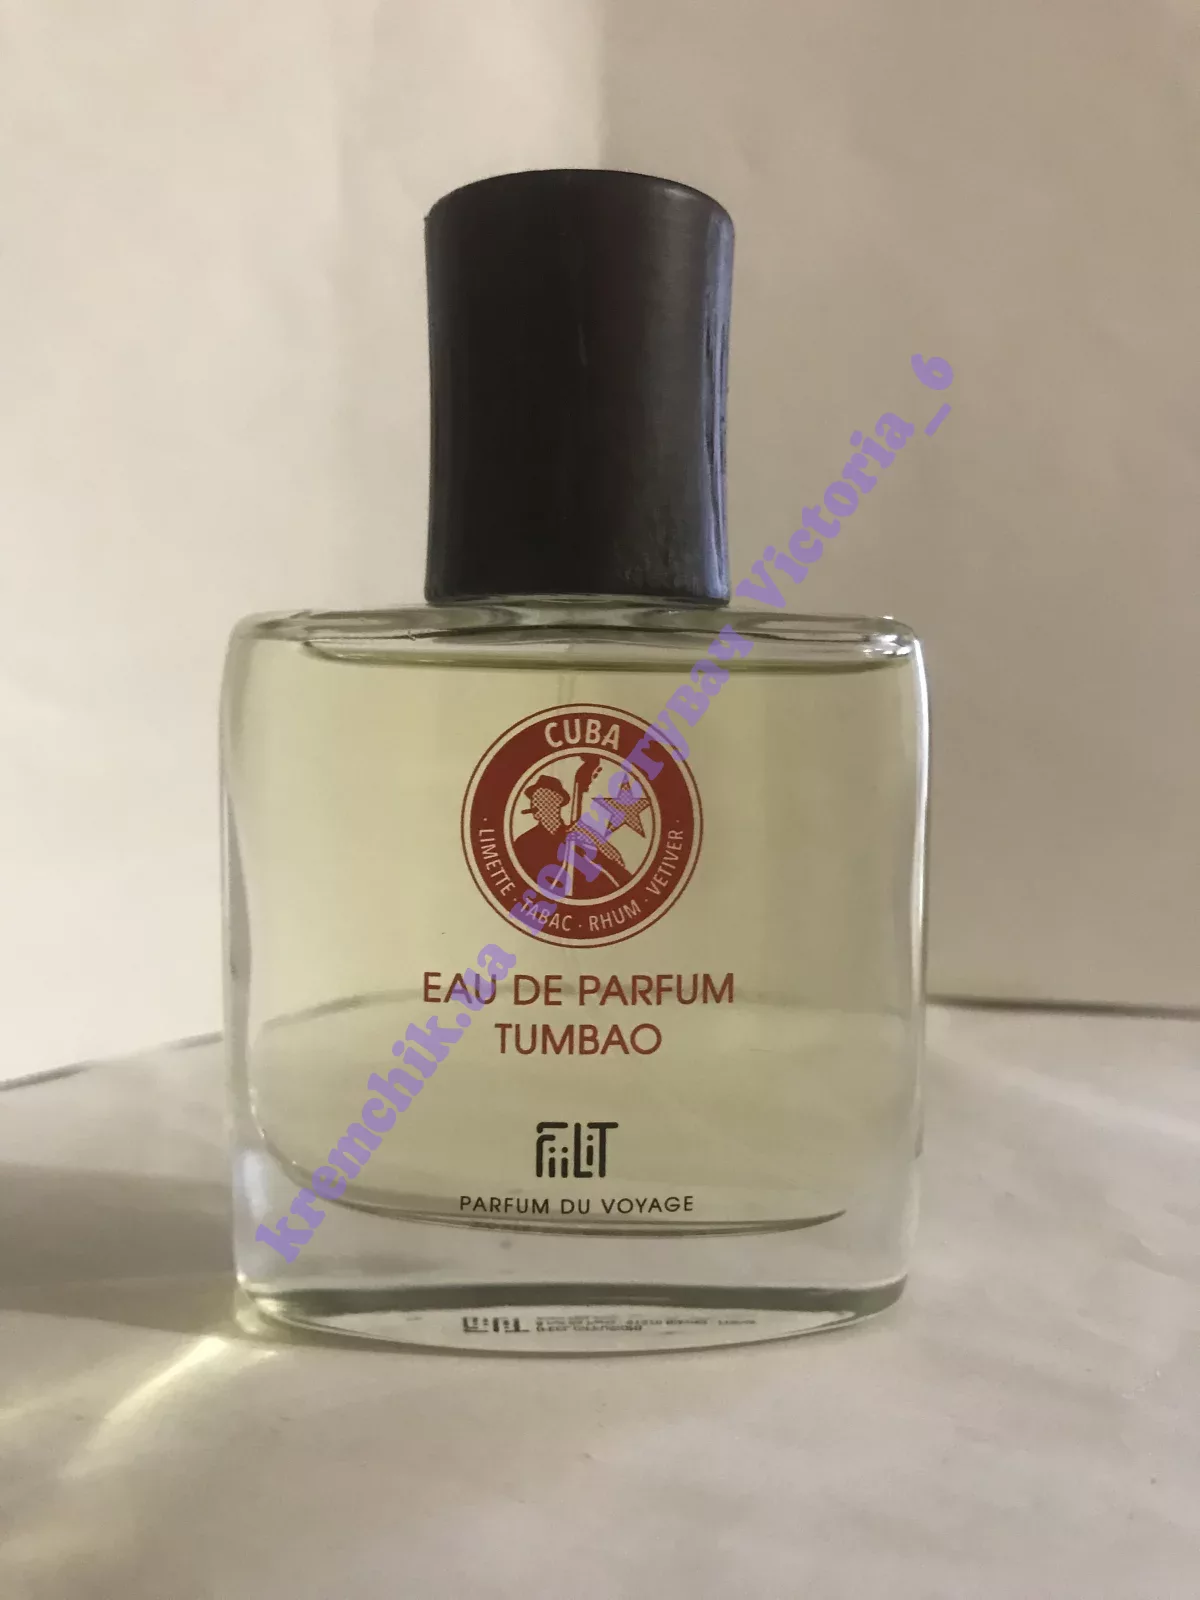 CUBA
· LIMETTE · TABAC · RHUM · VETIVER ·
EAU DE PARFUM
TUMBAO
FiiLiT
PARFUM DU VOYAGE
kremchik.ua Victoria_6